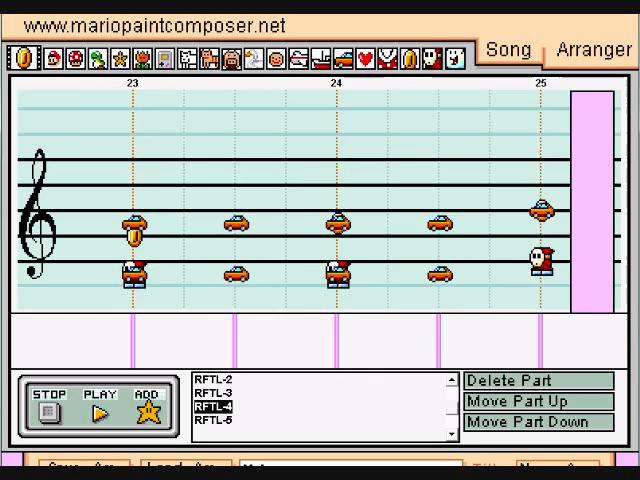 www.mariopaintcomposer.net
Song
Arranger
23 24 25
STOP PLAY ADD
RFTL-2
RFTL-3
RFTL-4
RFTL-5
Delete Part
Move Part Up
Move Part Down